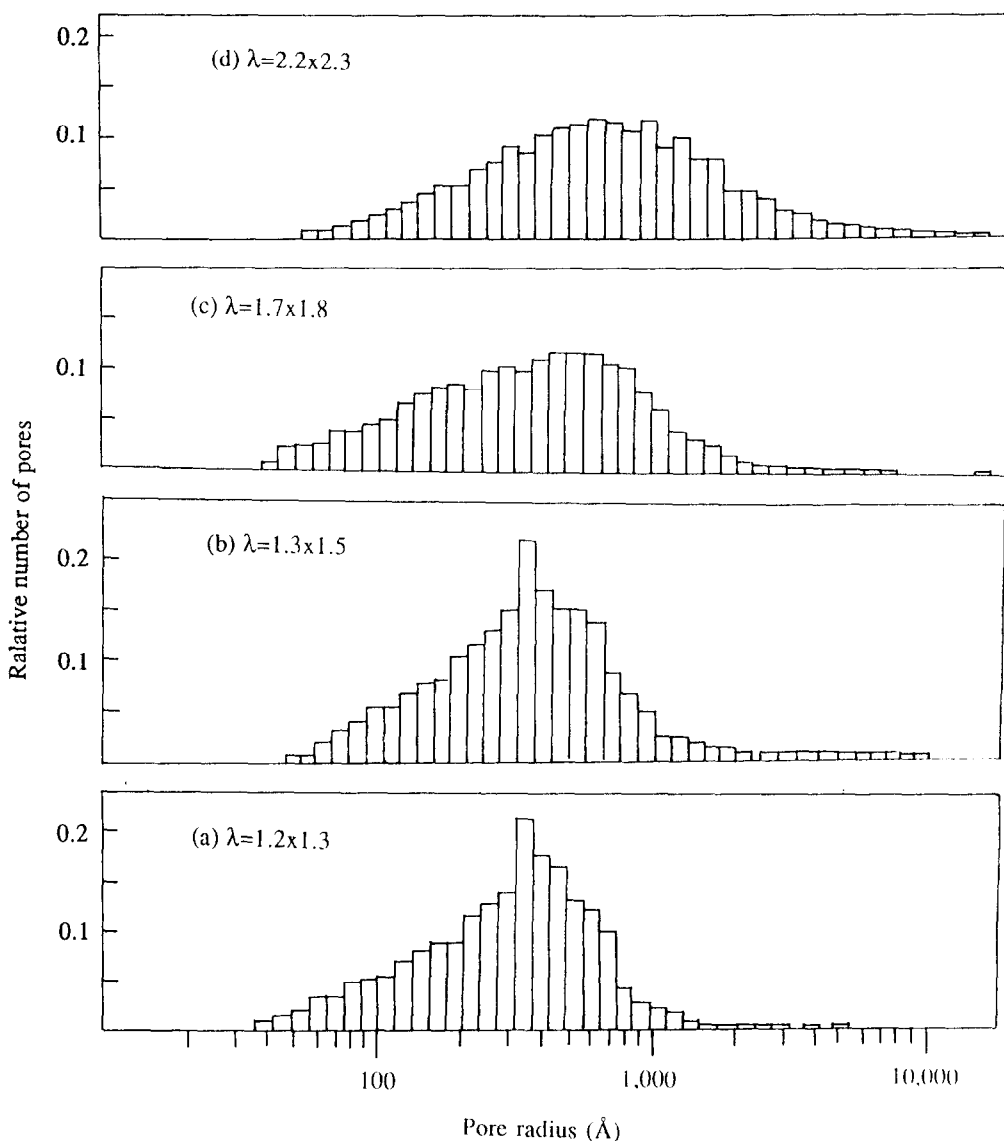 0.2
(d) λ=2.2x2.3
0.1
(c) λ=1.7x1.8
0.1
(b) λ=1.3x1.5
0.2
0.1
(a) λ=1.2x1.3
0.2
0.1
Ralative number of pores
100 1,000 10,000
Pore radius (Å)